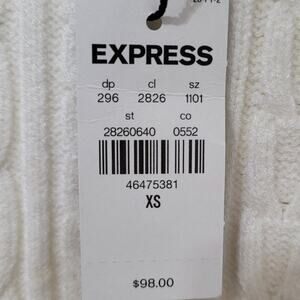 EXPRESS
dp cl sz
296 2826 1101
st co
28260640 0552
46475381
XS
$98.00